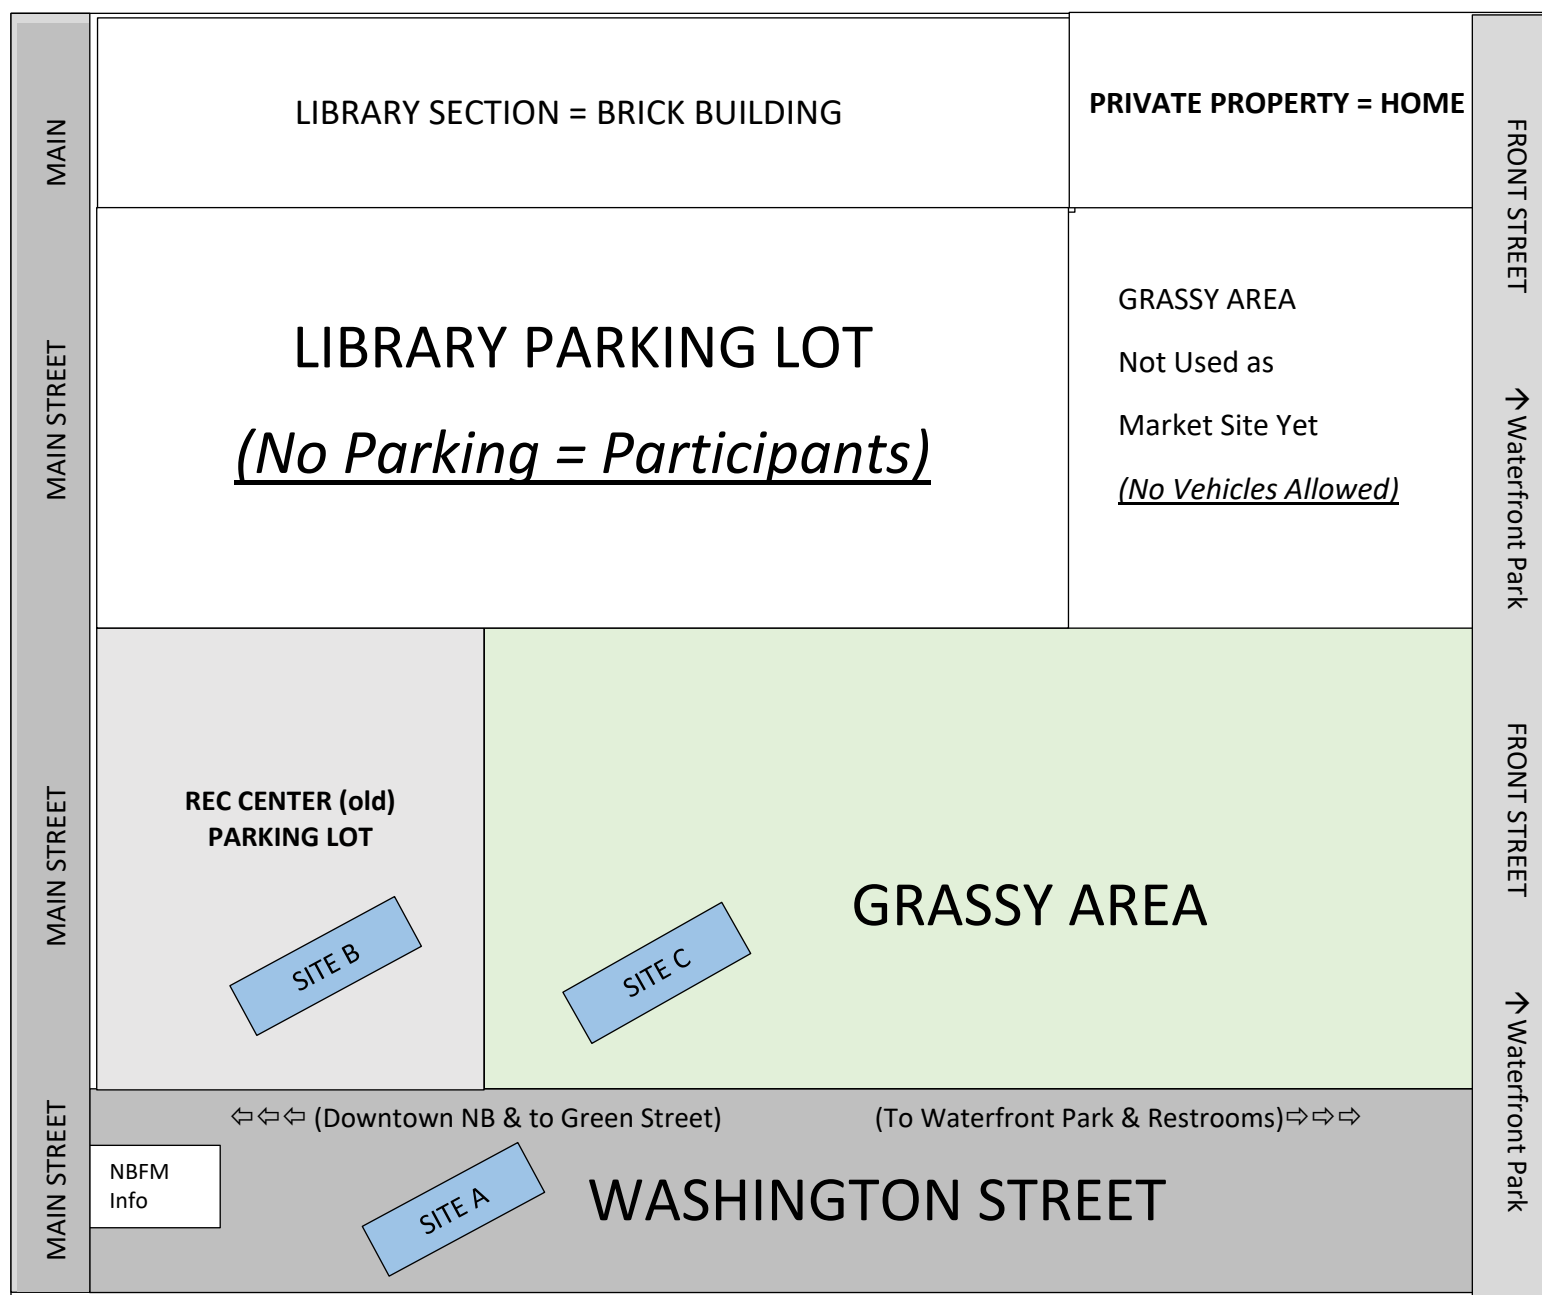 MAIN
LIBRARY SECTION = BRICK BUILDING
PRIVATE PROPERTY = HOME
FRONT STREET
MAIN STREET
LIBRARY PARKING LOT
(No Parking = Participants)
GRASSY AREA
Not Used as
Market Site Yet
(No Vehicles Allowed)
↑ Waterfront Park
MAIN STREET
REC CENTER (old)
PARKING LOT
SITE B
SITE C
GRASSY AREA
FRONT STREET
↑ Waterfront Park
MAIN STREET
⇦⇦⇦ (Downtown NB & to Green Street)
(To Waterfront Park & Restrooms)⇨⇨⇨
NBFM
Info
SITE A
WASHINGTON STREET